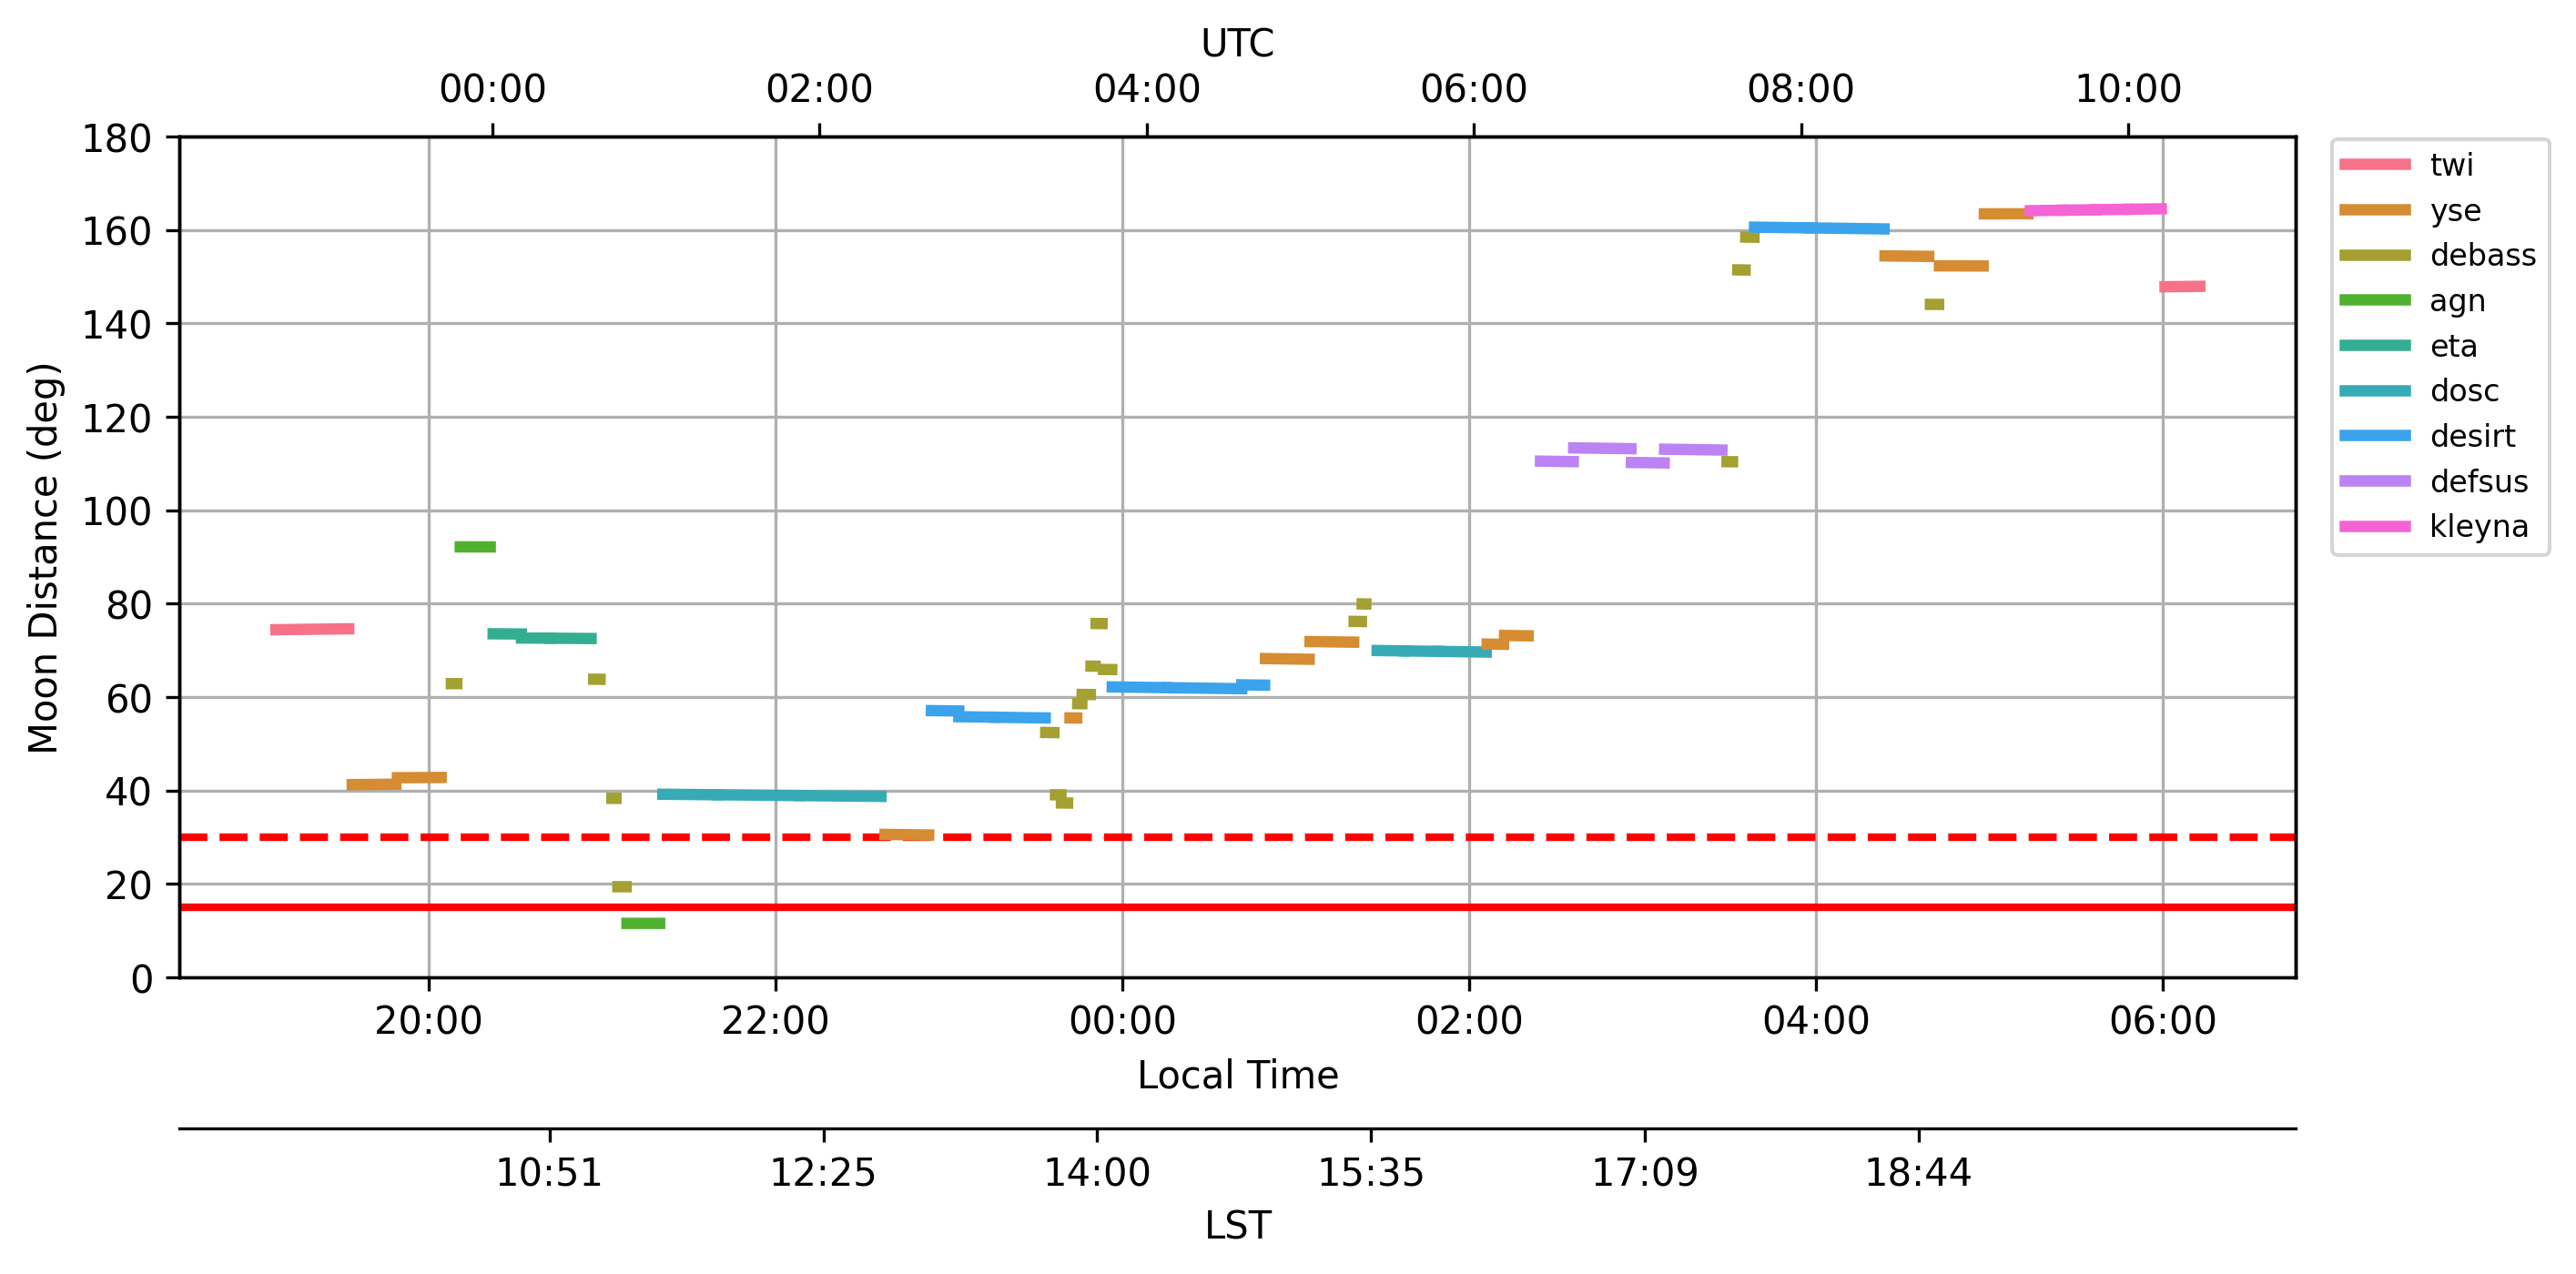 UTC
00:00 02:00 04:00 06:00 08:00 10:00
Moon Distance (deg)
180
160
140
120
100
80
60
40
20
0
twi
yse
debass
agn
eta
dosc
desirt
defsus
kleyna
20:00 22:00 00:00 02:00 04:00 06:00
Local Time
10:51 12:25 14:00 15:35 17:09 18:44
LST